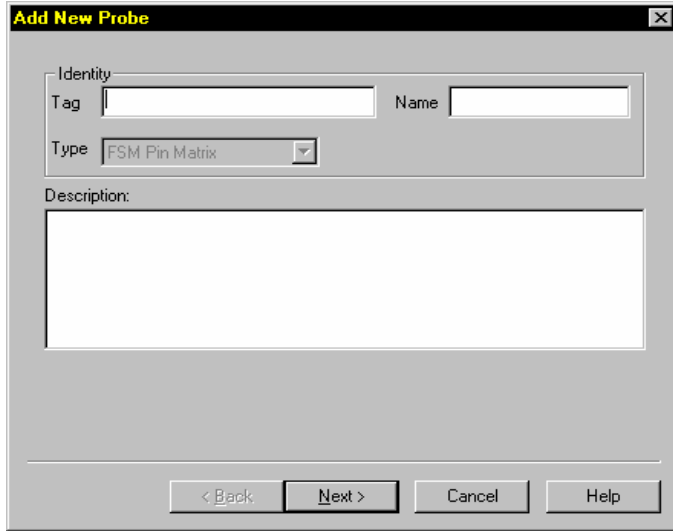 Add New Probe
Identity
Tag Name
Type FSM Pin Matrix
Description:
< Back Next > Cancel Help